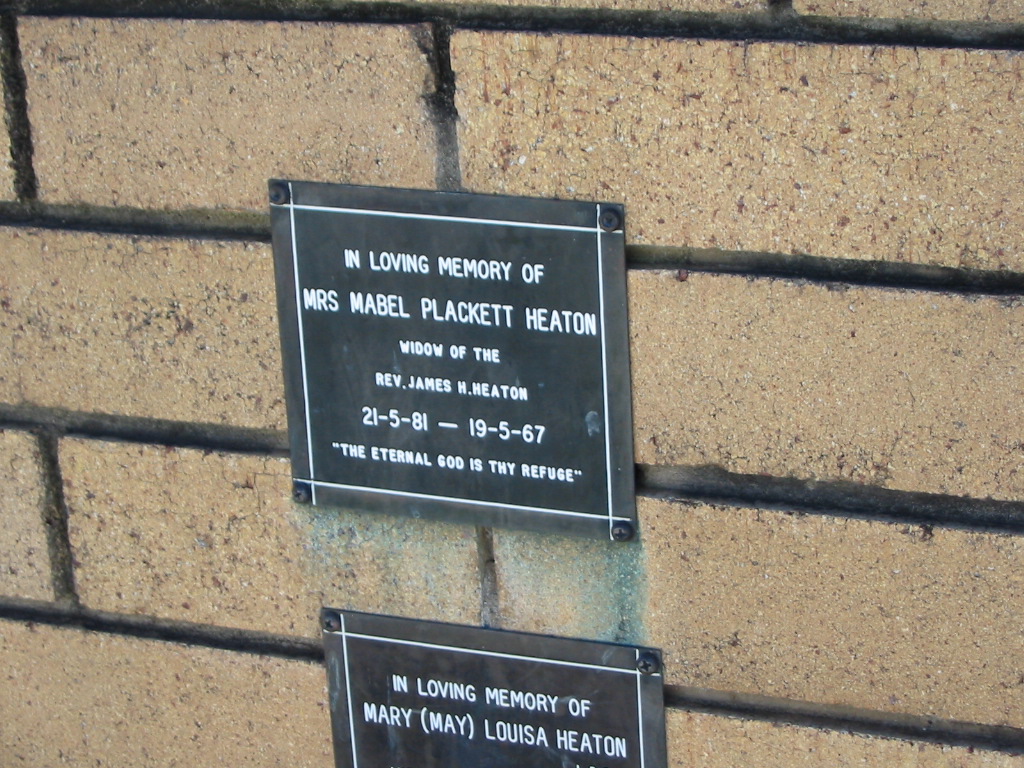 IN LOVING MEMORY OF
MRS MABEL PLACKETT HEATON
WIDOW OF THE
REV. JAMES H. HEATON
21-5-81 — 19-5-67
"THE ETERNAL GOD IS THY REFUGE"
IN LOVING MEMORY OF
MARY (MAY) LOUISA HEATON